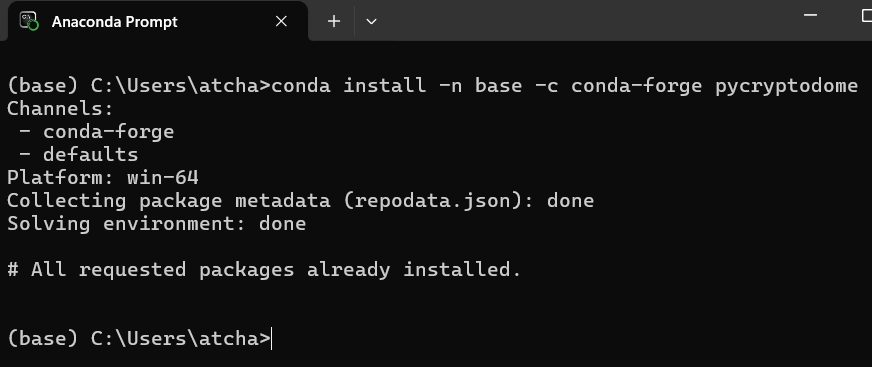 Anaconda Prompt
(base) C:\Users\atcha>conda install -n base -c conda-forge pycryptodome
Channels:
 - conda-forge
 - defaults
Platform: win-64
Collecting package metadata (repodata.json): done
Solving environment: done
# All requested packages already installed.
(base) C:\Users\atcha>